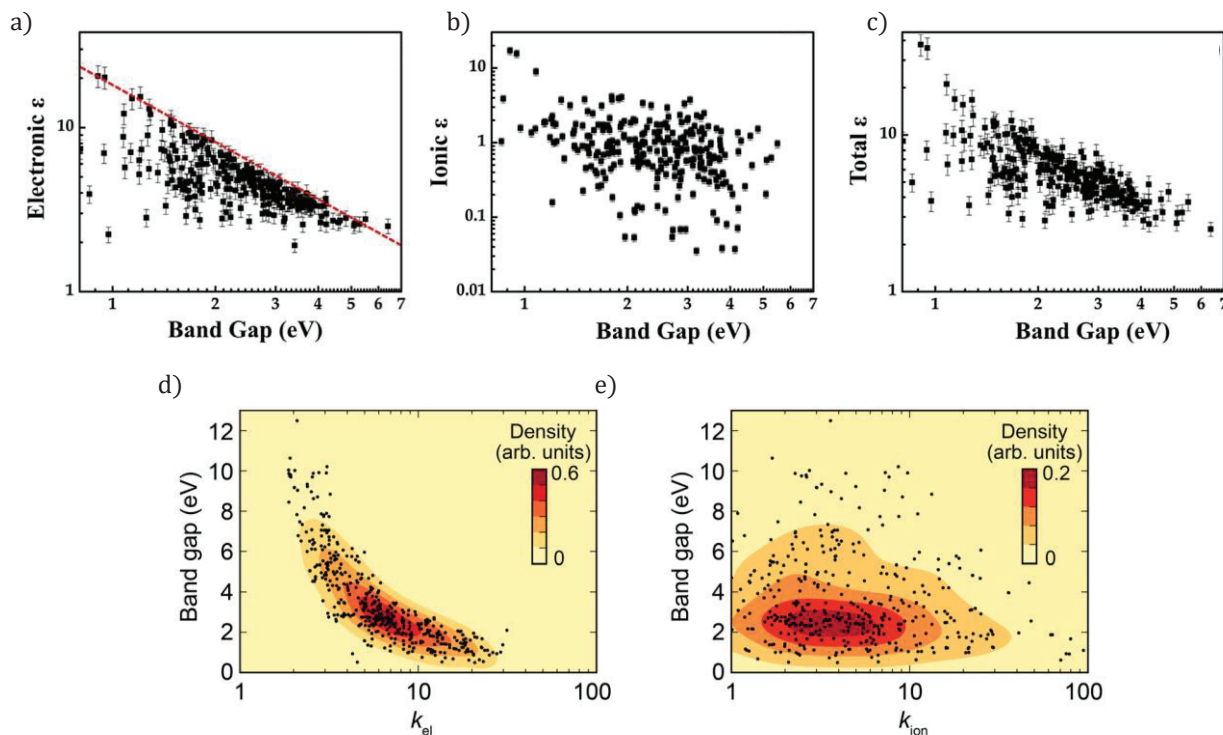 a)
Electronic ε
10
1
1 2 3 4 5 6 7
Band Gap (eV)
b)
Ionic ε
10
1
0.1
0.01
1 2 3 4 5 6 7
Band Gap (eV)
c)
Total ε
10
1
1 2 3 4 5 6 7
Band Gap (eV)
d)
Band gap (eV)
12
10
8
6
4
2
0
Density
(arb. units)
0.6
0
1 10 100
k_el
e)
Band gap (eV)
12
10
8
6
4
2
0
Density
(arb. units)
0.2
0
1 10 100
k_ion